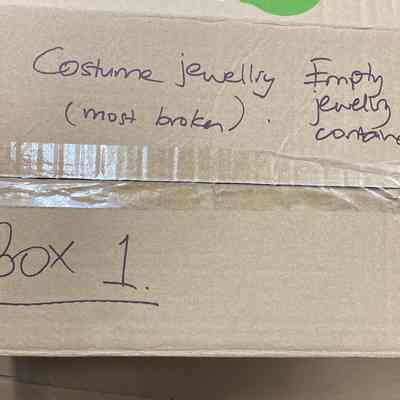 Costume jewellry
(most broken).
Empty
jewellry
containe
Box 1.